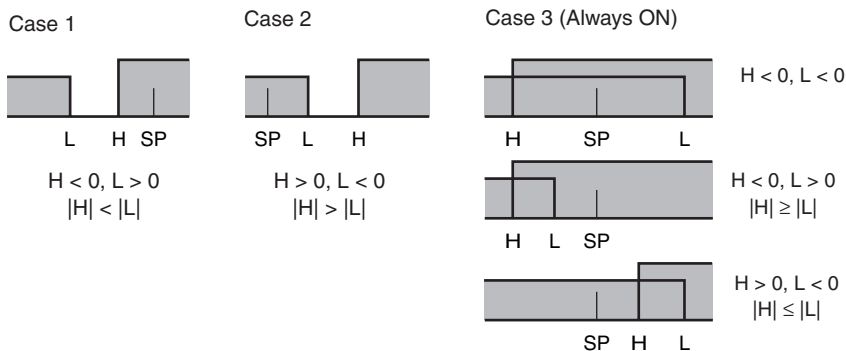 Case 1
L H SP
H < 0, L > 0
|H| < |L|
Case 2
SP L H
H > 0, L < 0
|H| > |L|
Case 3 (Always ON)
H SP L
H < 0, L < 0
H L SP
H < 0, L > 0
|H| ≥ |L|
SP H L
H > 0, L < 0
|H| ≤ |L|